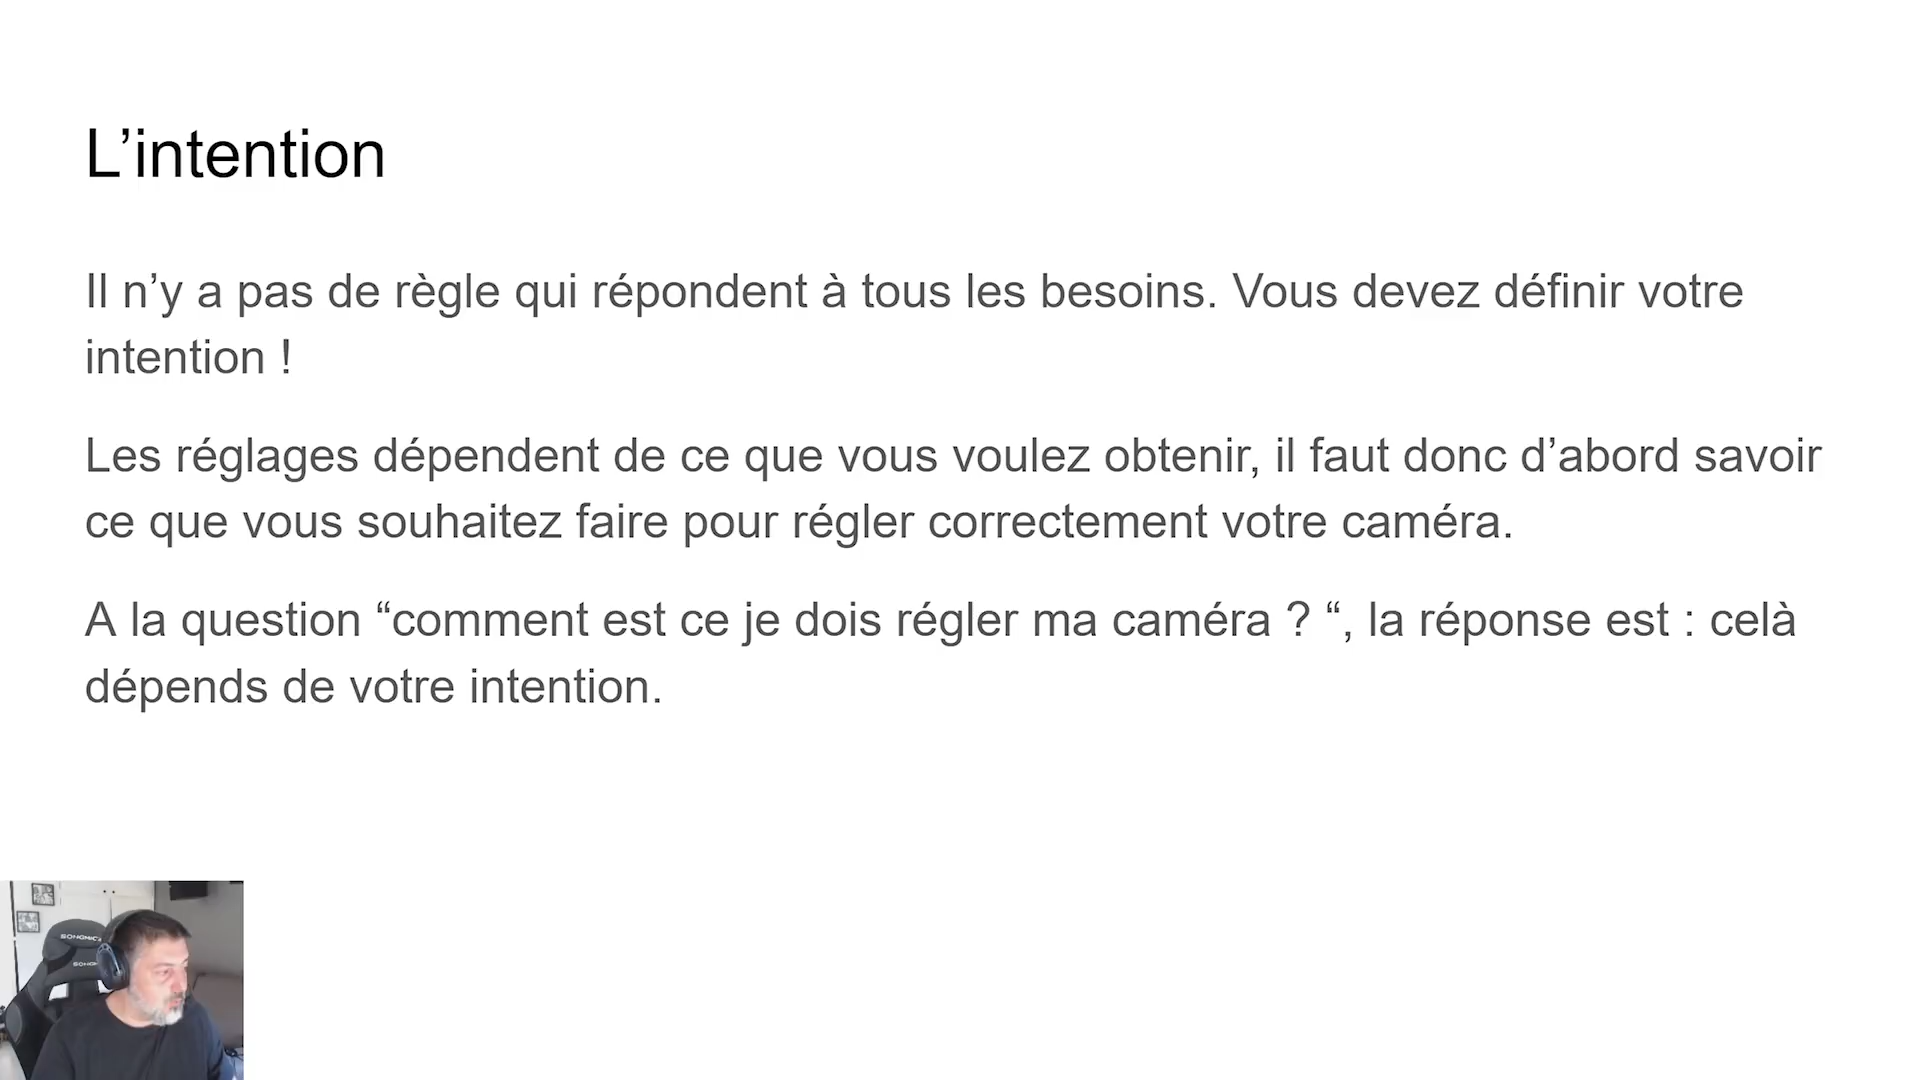 L’intention
Il n’y a pas de règle qui répondent à tous les besoins. Vous devez définir votre
intention !
Les réglages dépendent de ce que vous voulez obtenir, il faut donc d’abord savoir
ce que vous souhaitez faire pour régler correctement votre caméra.
A la question “comment est ce je dois régler ma caméra ? “, la réponse est : celà
dépends de votre intention.
SONGMICS